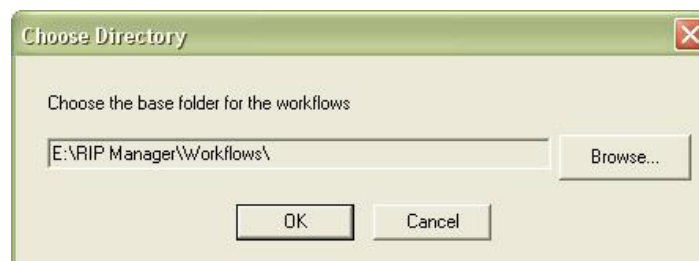 Choose Directory
Choose the base folder for the workflows
E:\RIP Manager\Workflows\
Browse...
OK
Cancel